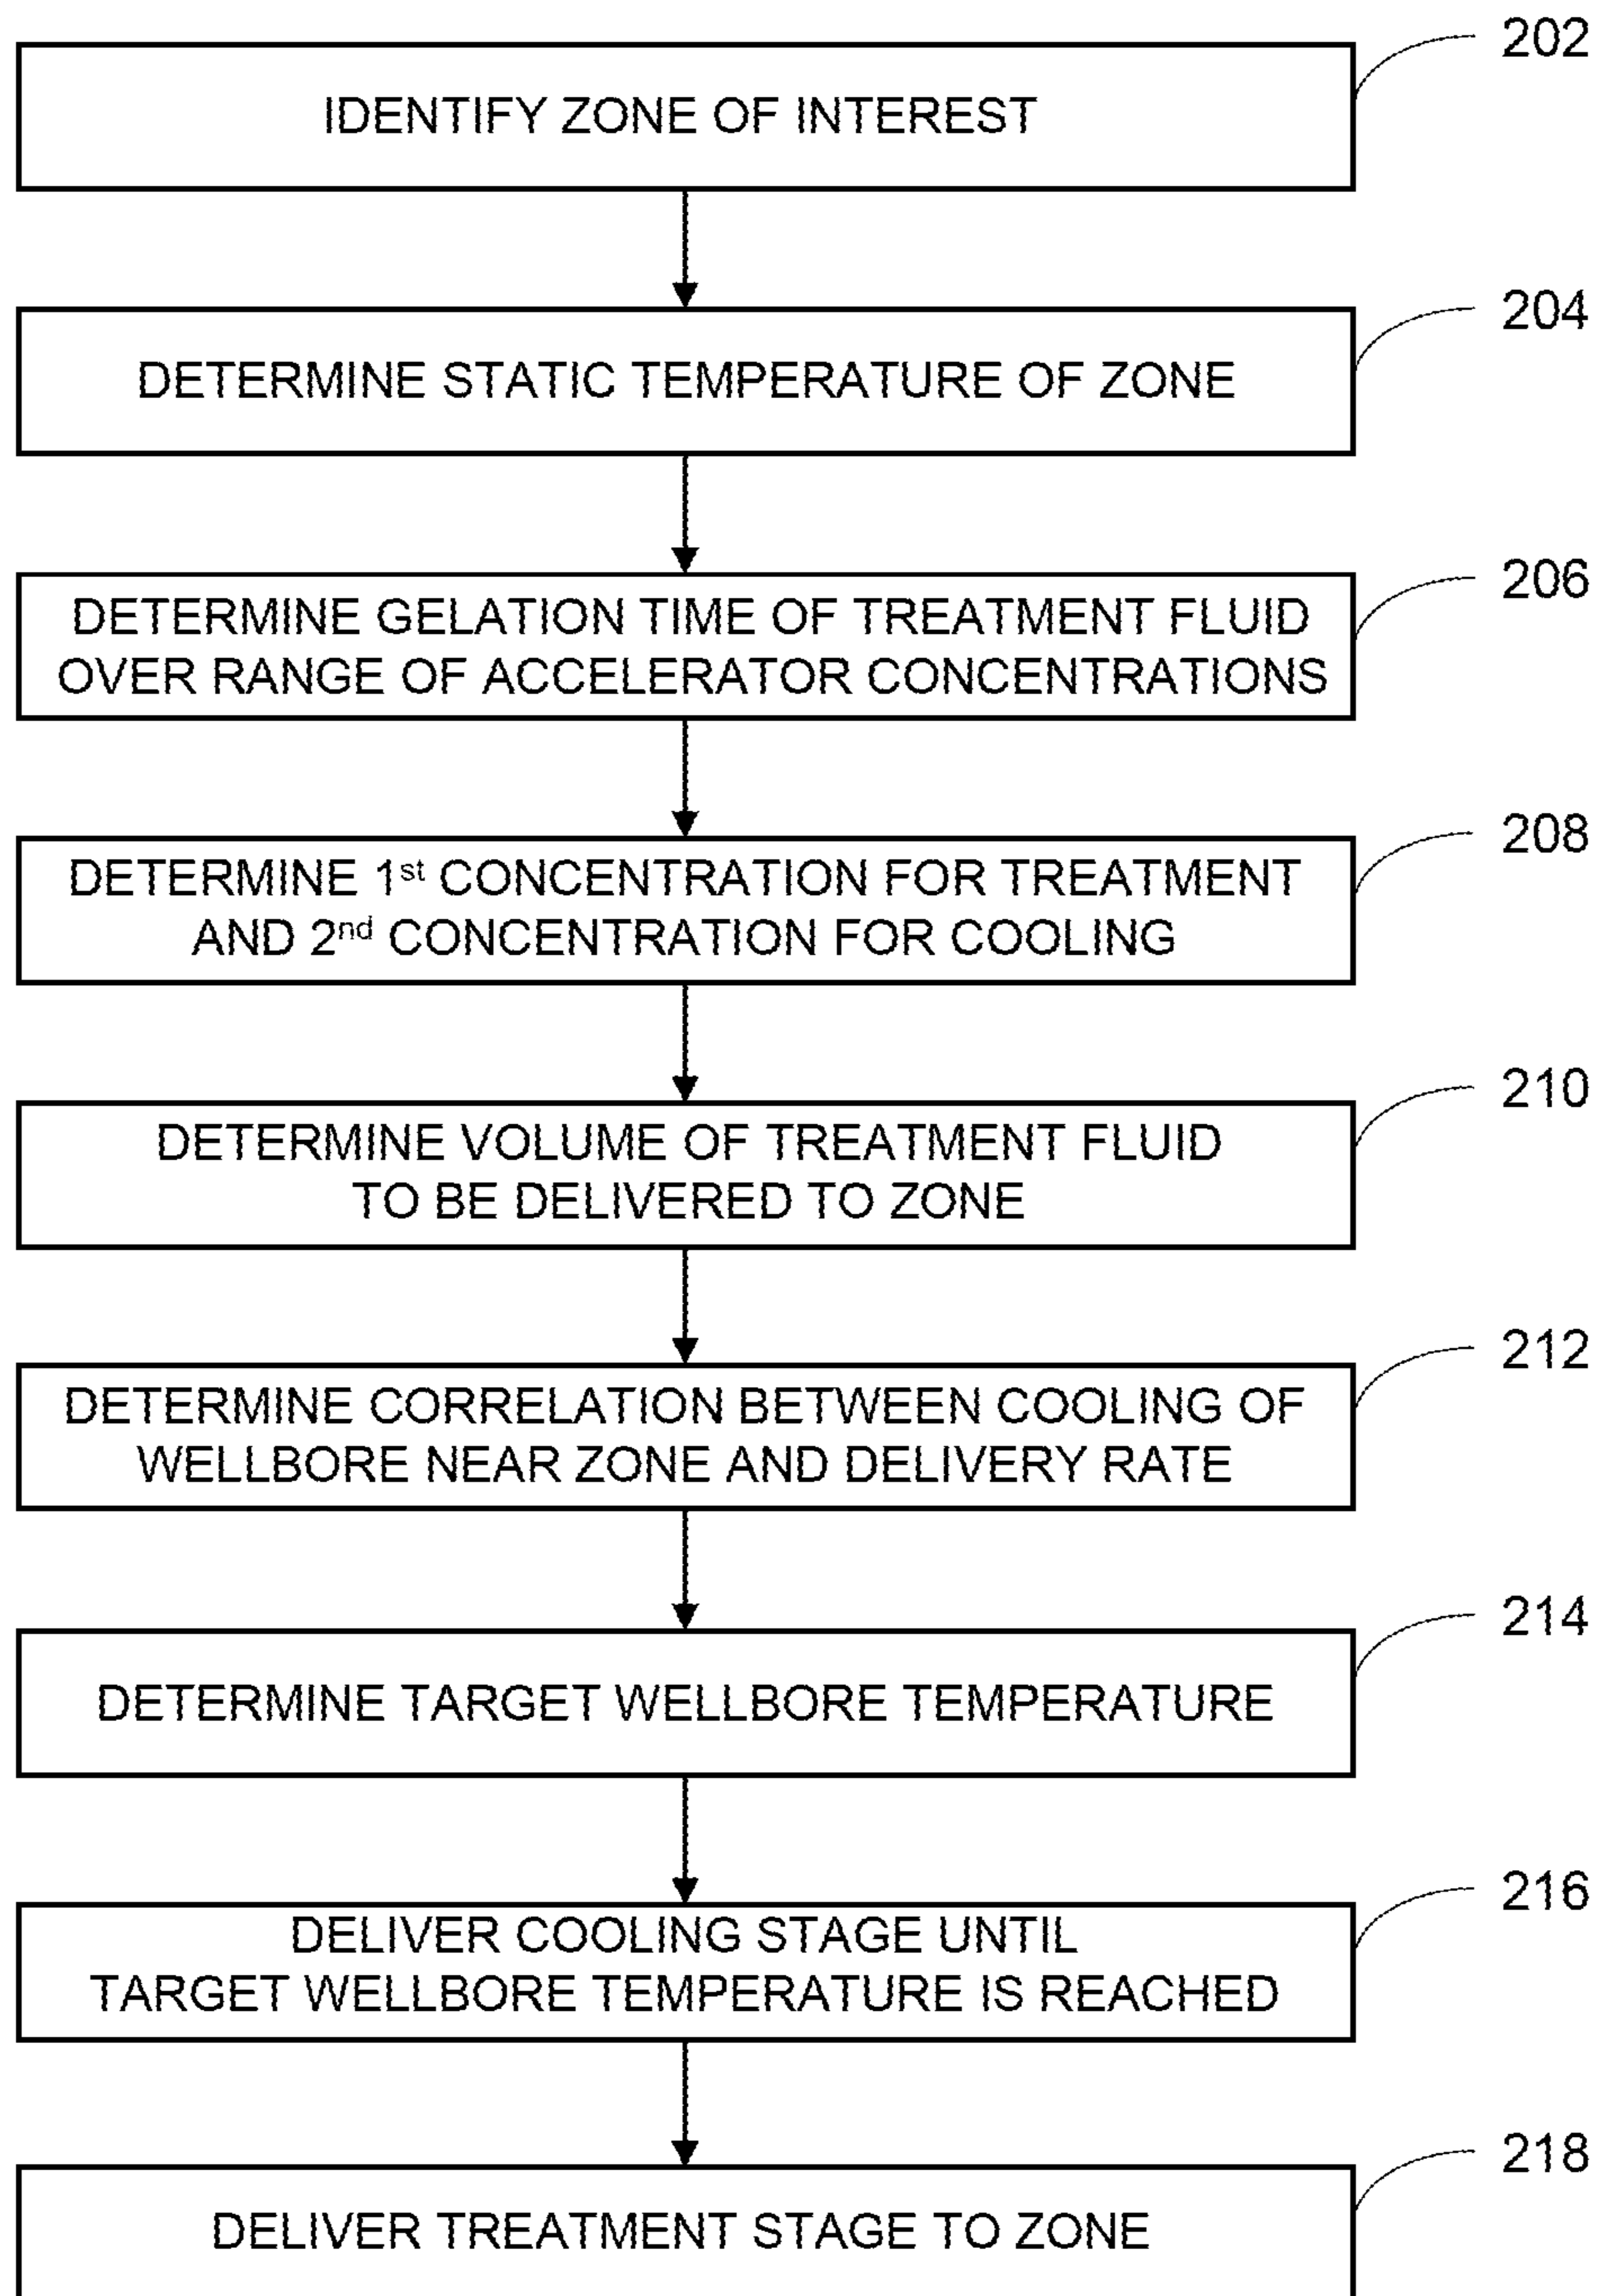 202
IDENTIFY ZONE OF INTEREST
204
DETERMINE STATIC TEMPERATURE OF ZONE
206
DETERMINE GELATION TIME OF TREATMENT FLUID
OVER RANGE OF ACCELERATOR CONCENTRATIONS
208
DETERMINE 1st CONCENTRATION FOR TREATMENT
AND 2nd CONCENTRATION FOR COOLING
210
DETERMINE VOLUME OF TREATMENT FLUID
TO BE DELIVERED TO ZONE
212
DETERMINE CORRELATION BETWEEN COOLING OF
WELLBORE NEAR ZONE AND DELIVERY RATE
214
DETERMINE TARGET WELLBORE TEMPERATURE
216
DELIVER COOLING STAGE UNTIL
TARGET WELLBORE TEMPERATURE IS REACHED
218
DELIVER TREATMENT STAGE TO ZONE